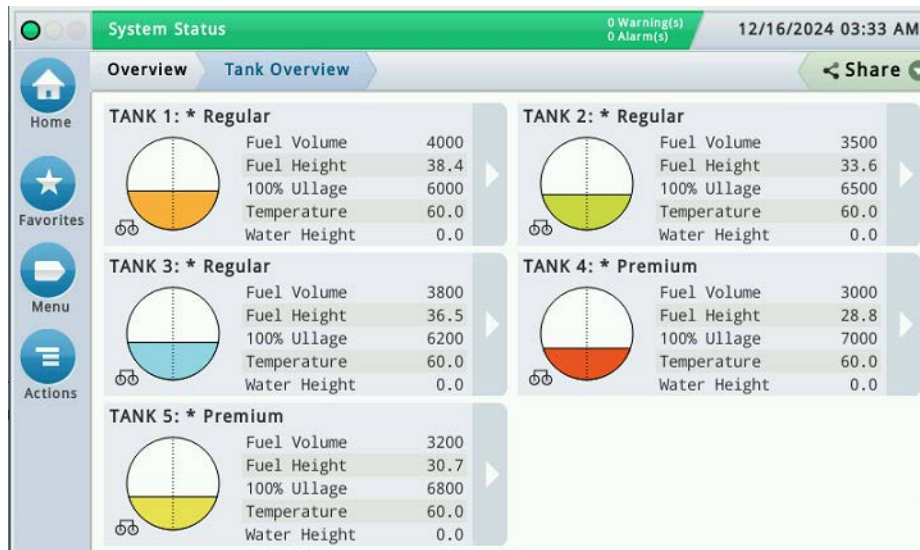 System Status
0 Warning(s)
0 Alarm(s)
12/16/2024 03:33 AM
Overview
Tank Overview
Share
Home
Favorites
Menu
Actions
TANK 1: * Regular
Fuel Volume 4000
Fuel Height 38.4
100% Ullage 6000
Temperature 60.0
Water Height 0.0
TANK 2: * Regular
Fuel Volume 3500
Fuel Height 33.6
100% Ullage 6500
Temperature 60.0
Water Height 0.0
TANK 3: * Regular
Fuel Volume 3800
Fuel Height 36.5
100% Ullage 6200
Temperature 60.0
Water Height 0.0
TANK 4: * Premium
Fuel Volume 3000
Fuel Height 28.8
100% Ullage 7000
Temperature 60.0
Water Height 0.0
TANK 5: * Premium
Fuel Volume 3200
Fuel Height 30.7
100% Ullage 6800
Temperature 60.0
Water Height 0.0